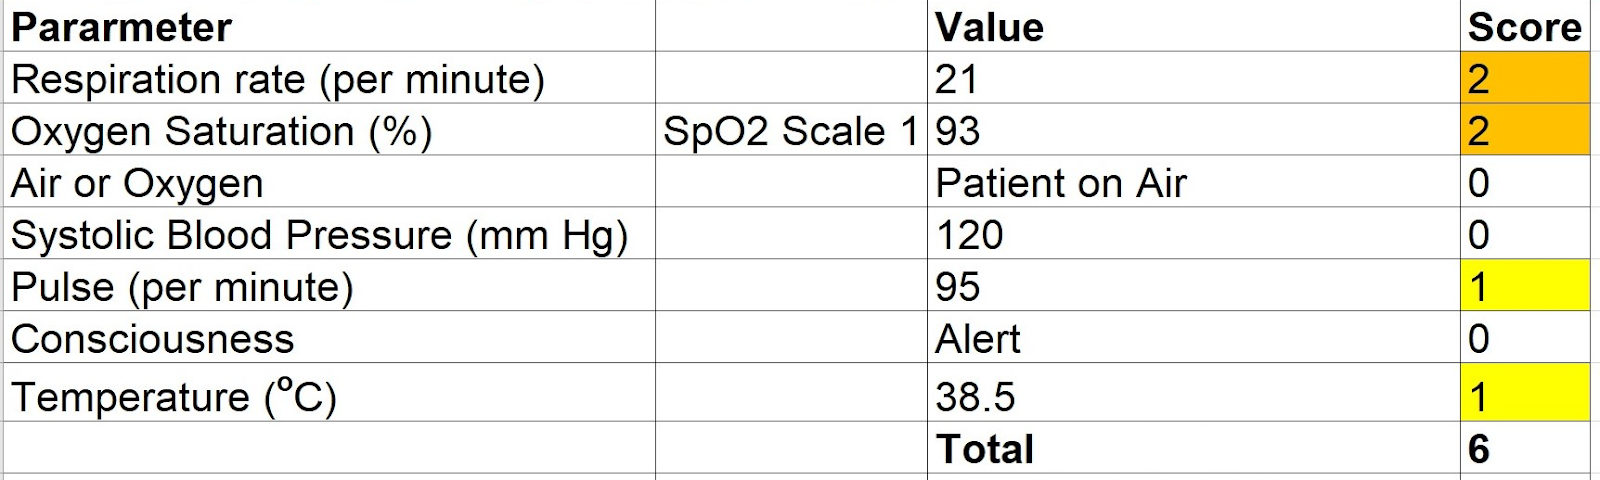 Pararmeter Value Score
Respiration rate (per minute) 21 2
Oxygen Saturation (%) SpO2 Scale 1 93 2
Air or Oxygen Patient on Air 0
Systolic Blood Pressure (mm Hg) 120 0
Pulse (per minute) 95 1
Consciousness Alert 0
Temperature (ºC) 38.5 1
Total 6